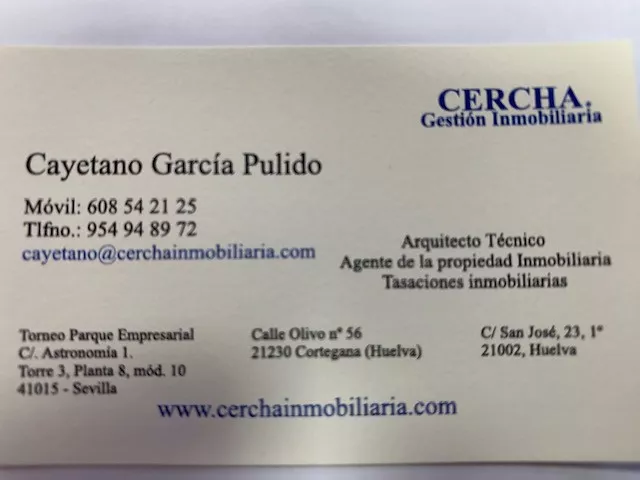 CERCHA.
Gestión Inmobiliaria
Cayetano García Pulido
Móvil: 608 54 21 25
Tlfno.: 954 94 89 72
cayetano@cerchainmobiliaria.com
Arquitecto Técnico
Agente de la propiedad Inmobiliaria
Tasaciones inmobiliarias
Torneo Parque Empresarial
C/. Astronomía 1.
Torre 3, Planta 8, mód. 10
41015 - Sevilla
Calle Olivo nº 56
21230 Cortegana (Huelva)
C/ San José, 23, 1º
21002, Huelva
www.cerchainmobiliaria.com